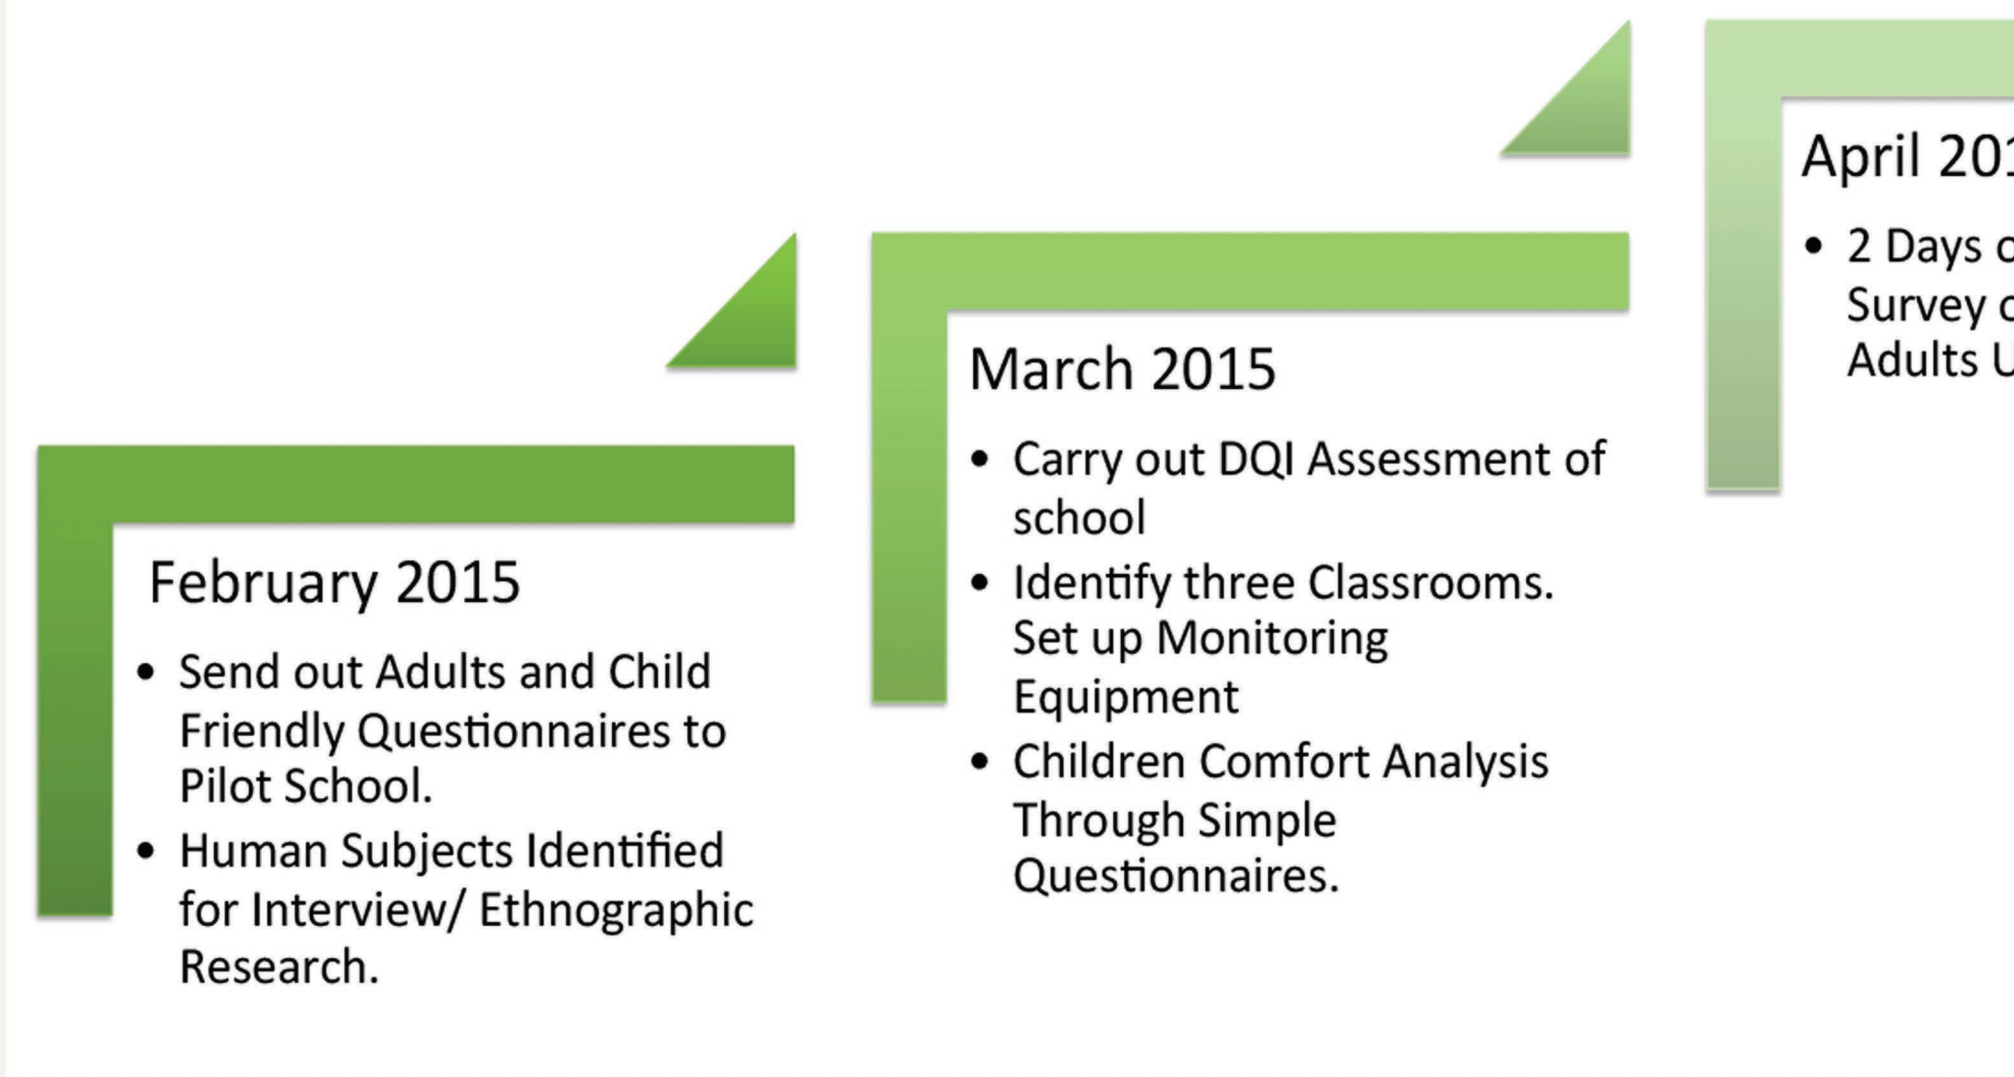 February 2015
• Send out Adults and Child
Friendly Questionnaires to
Pilot School.
• Human Subjects Identified
for Interview/ Ethnographic
Research.
March 2015
• Carry out DQI Assessment of
school
• Identify three Classrooms.
Set up Monitoring
Equipment
• Children Comfort Analysis
Through Simple
Questionnaires.
April
• 2 Days
Survey
Adults